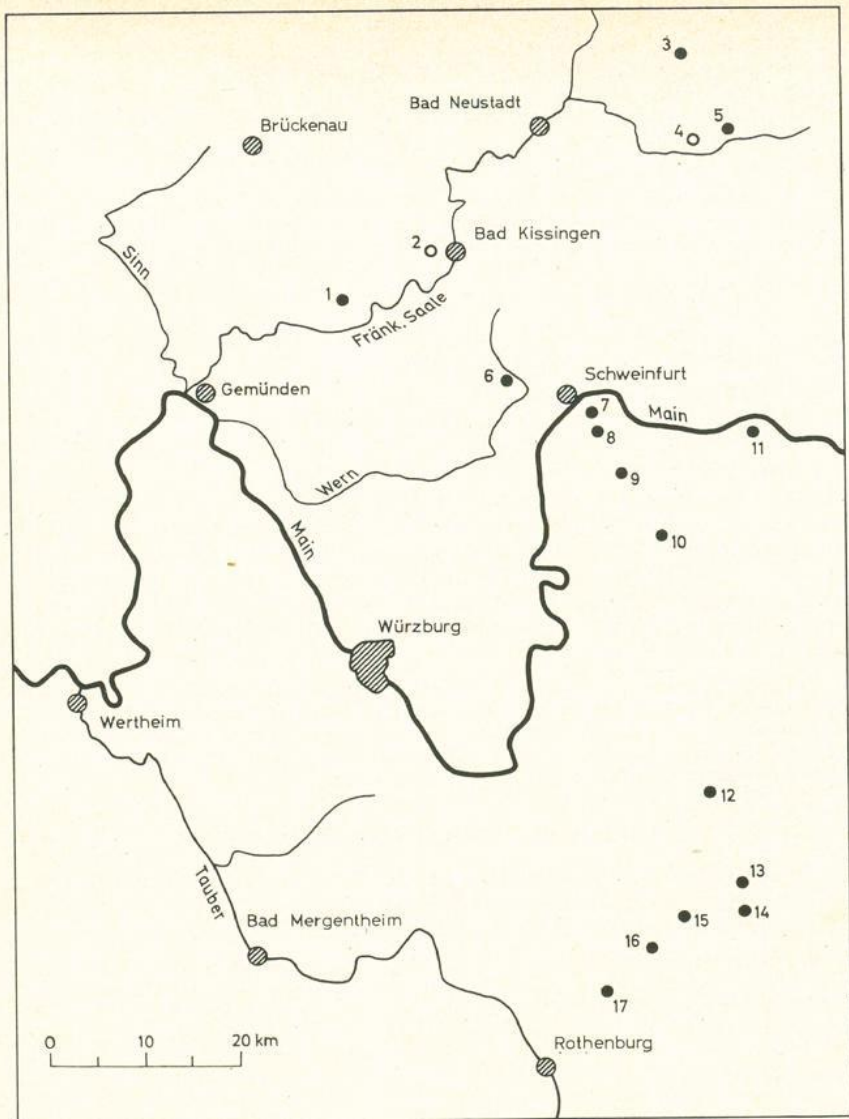 3
Bad Neustadt
Brückenau
4
5
Sinn
2
Bad Kissingen
1
Fränk. Saale
6
Schweinfurt
Gemünden
7
Main
8
11
9
Wern
10
Main
Würzburg
Wertheim
12
13
Tauber
14
Bad Mergentheim
15
16
17
0 10 20 km
Rothenburg